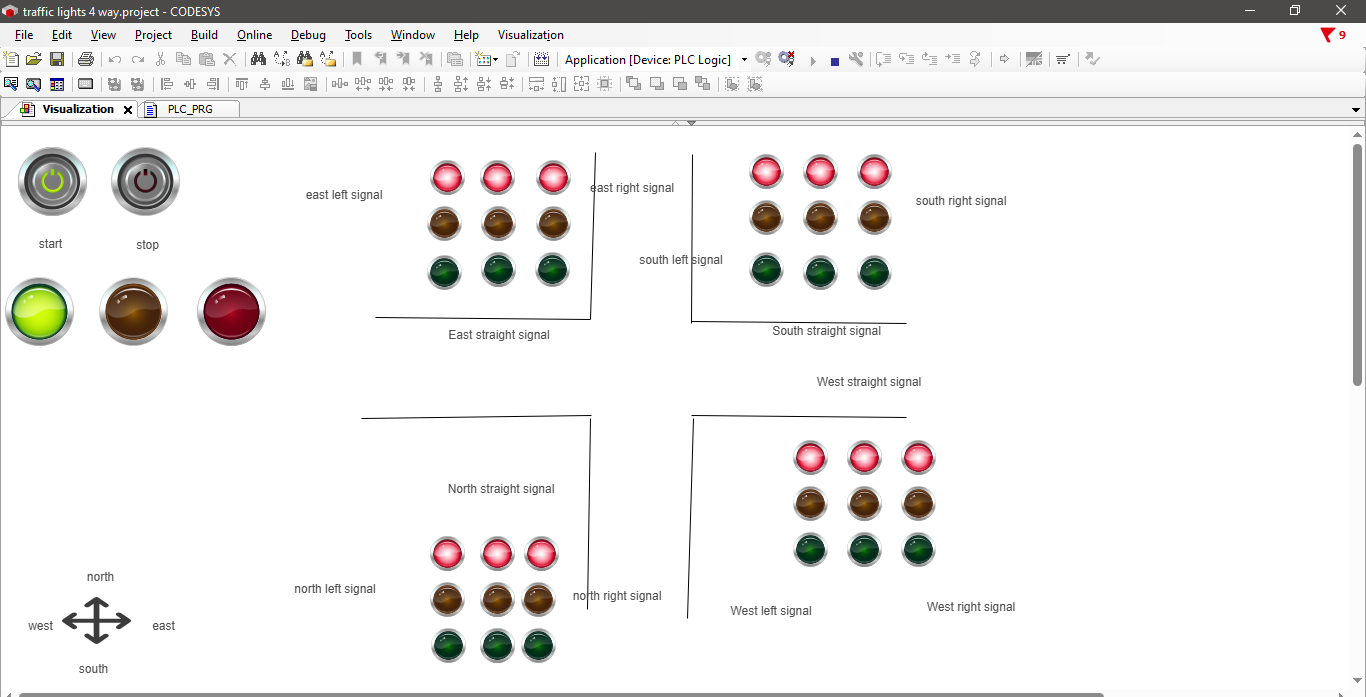 traffic lights 4 way.project - CODESYS
File Edit View Project Build Online Debug Tools Window Help Visualization 9
Application [Device: PLC Logic]
Visualization PLC_PRG
east left signal
east right signal
south right signal
start
stop
south left signal
East straight signal
South straight signal
West straight signal
North straight signal
north
north left signal
north right signal
West left signal
West right signal
west
east
south